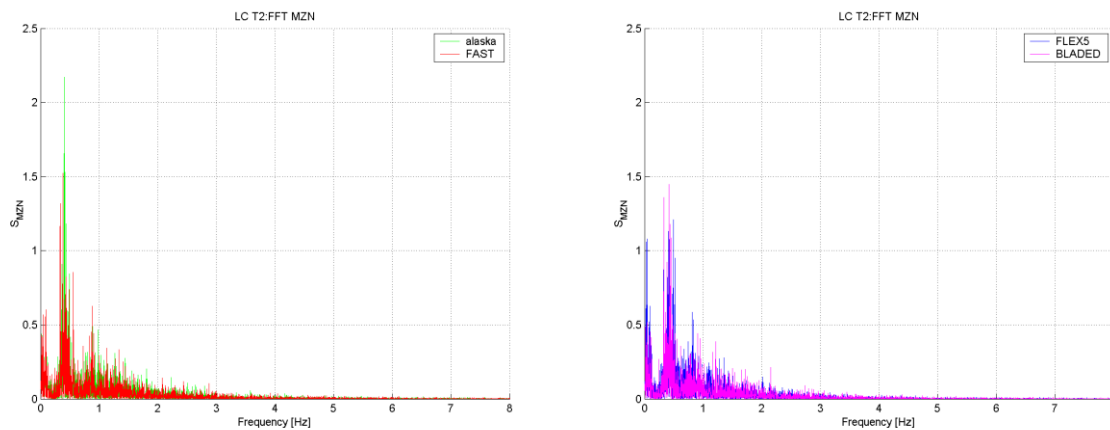 LC T2:FFT MZN
alaska
FAST
2.5
2
1.5
1
0.5
0
S_MZN
0 1 2 3 4 5 6 7 8
Frequency [Hz]
LC T2:FFT MZN
FLEX5
BLADED
2.5
2
1.5
1
0.5
0
S_MZN
0 1 2 3 4 5 6 7
Frequency [Hz]